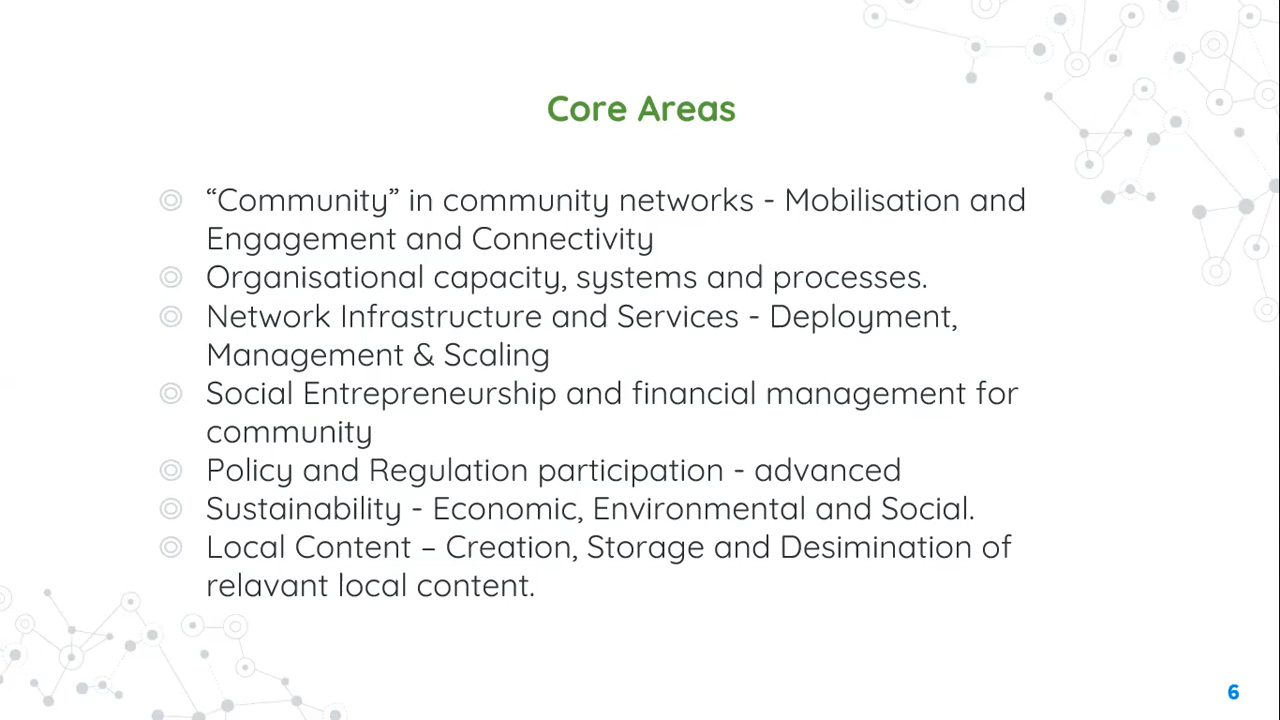 Core Areas
“Community” in community networks - Mobilisation and
Engagement and Connectivity
Organisational capacity, systems and processes.
Network Infrastructure and Services - Deployment,
Management & Scaling
Social Entrepreneurship and financial management for
community
Policy and Regulation participation - advanced
Sustainability - Economic, Environmental and Social.
Local Content – Creation, Storage and Desimination of
relavant local content.
6